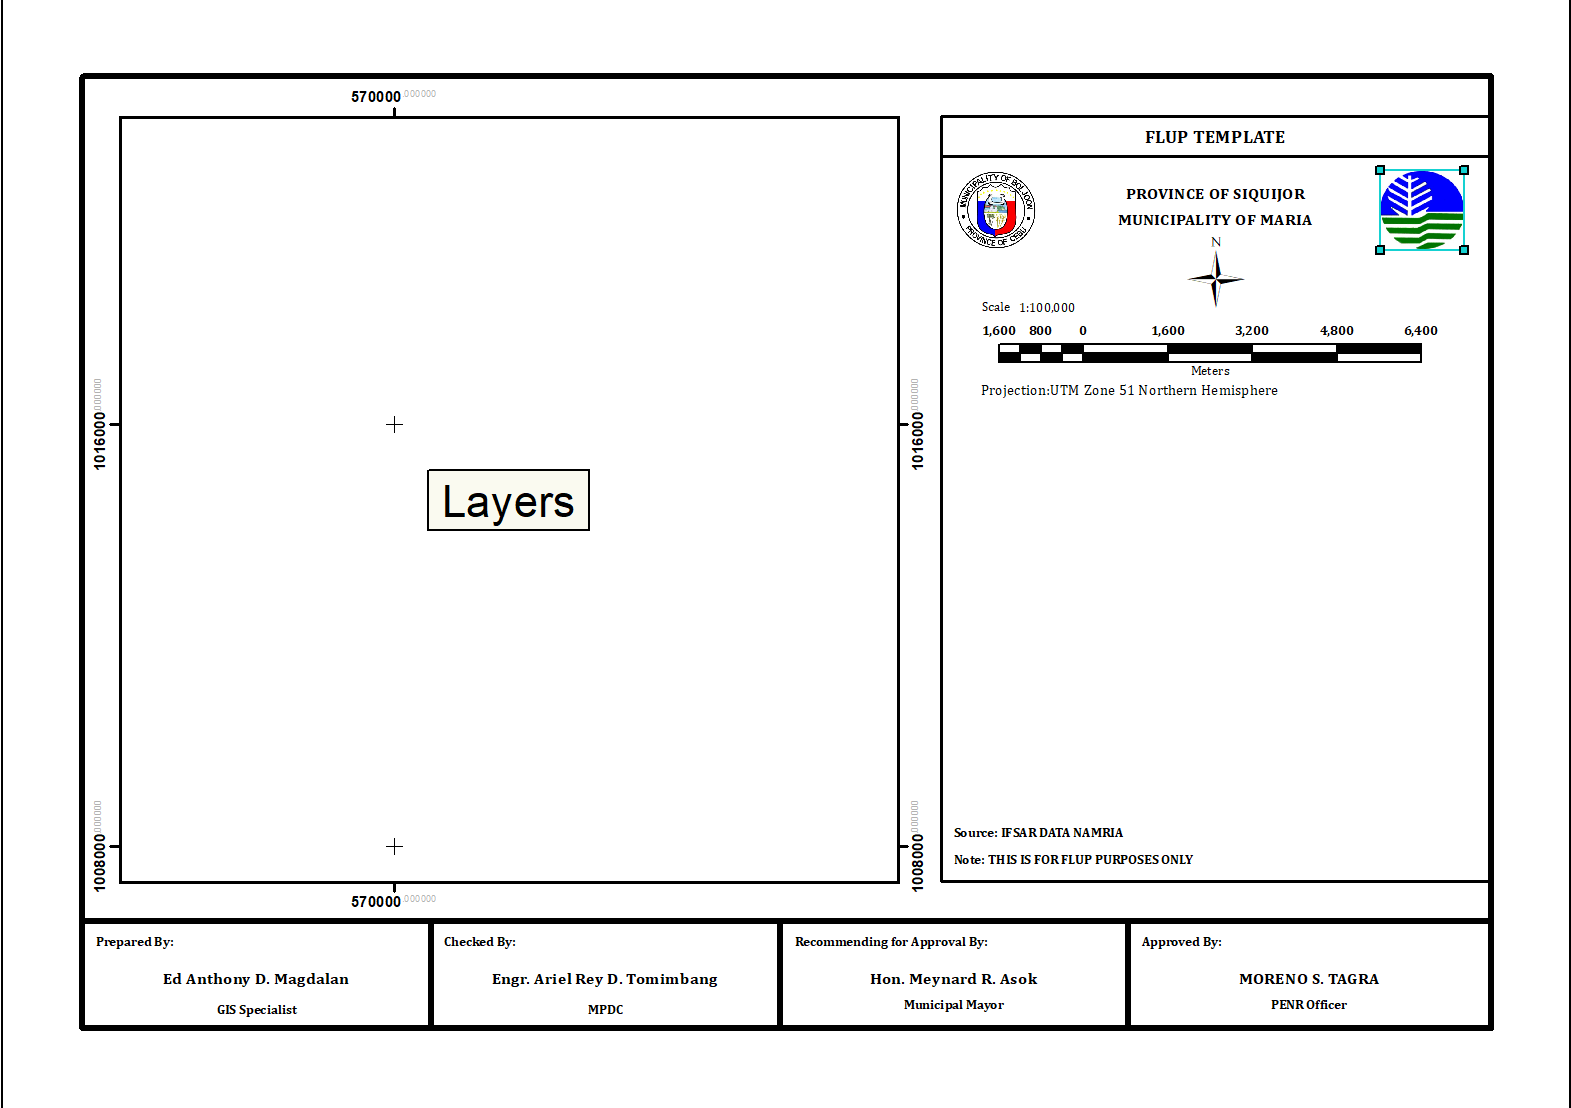 570000.000000
FLUP TEMPLATE
MUNICIPALITY OF BOLJOON
PROVINCE OF CEBU
PROVINCE OF SIQUIJOR
MUNICIPALITY OF MARIA
N
Scale 1:100,000
1,600 800 0 1,600 3,200 4,800 6,400
Meters
Projection:UTM Zone 51 Northern Hemisphere
1016000.000000
1016000.000000
Layers
1008000.000000
1008000.000000
570000.000000
Source: IFSAR DATA NAMRIA
Note: THIS IS FOR FLUP PURPOSES ONLY
Prepared By:
Ed Anthony D. Magdalan
GIS Specialist
Checked By:
Engr. Ariel Rey D. Tomimbang
MPDC
Recommending for Approval By:
Hon. Meynard R. Asok
Municipal Mayor
Approved By:
MORENO S. TAGRA
PENR Officer